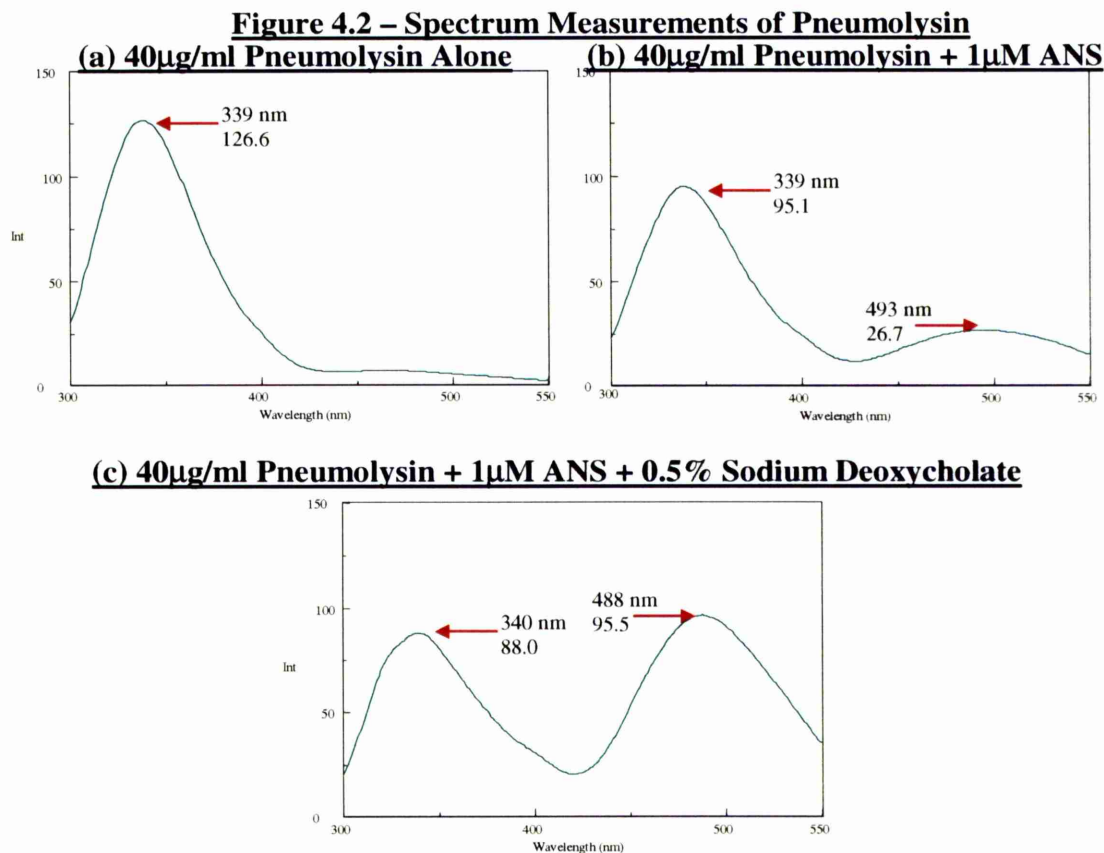 Figure 4.2 – Spectrum Measurements of Pneumolysin
(a) 40μg/ml Pneumolysin Alone
(b) 40μg/ml Pneumolysin + 1μM ANS
150
100
50
0
Int
339 nm
126.6
300
400
500
550
Wavelength (nm)
150
100
50
0
339 nm
95.1
493 nm
26.7
300
400
500
550
Wavelength (nm)
(c) 40μg/ml Pneumolysin + 1μM ANS + 0.5% Sodium Deoxycholate
150
100
50
0
Int
340 nm
88.0
488 nm
95.5
300
400
500
550
Wavelength (nm)